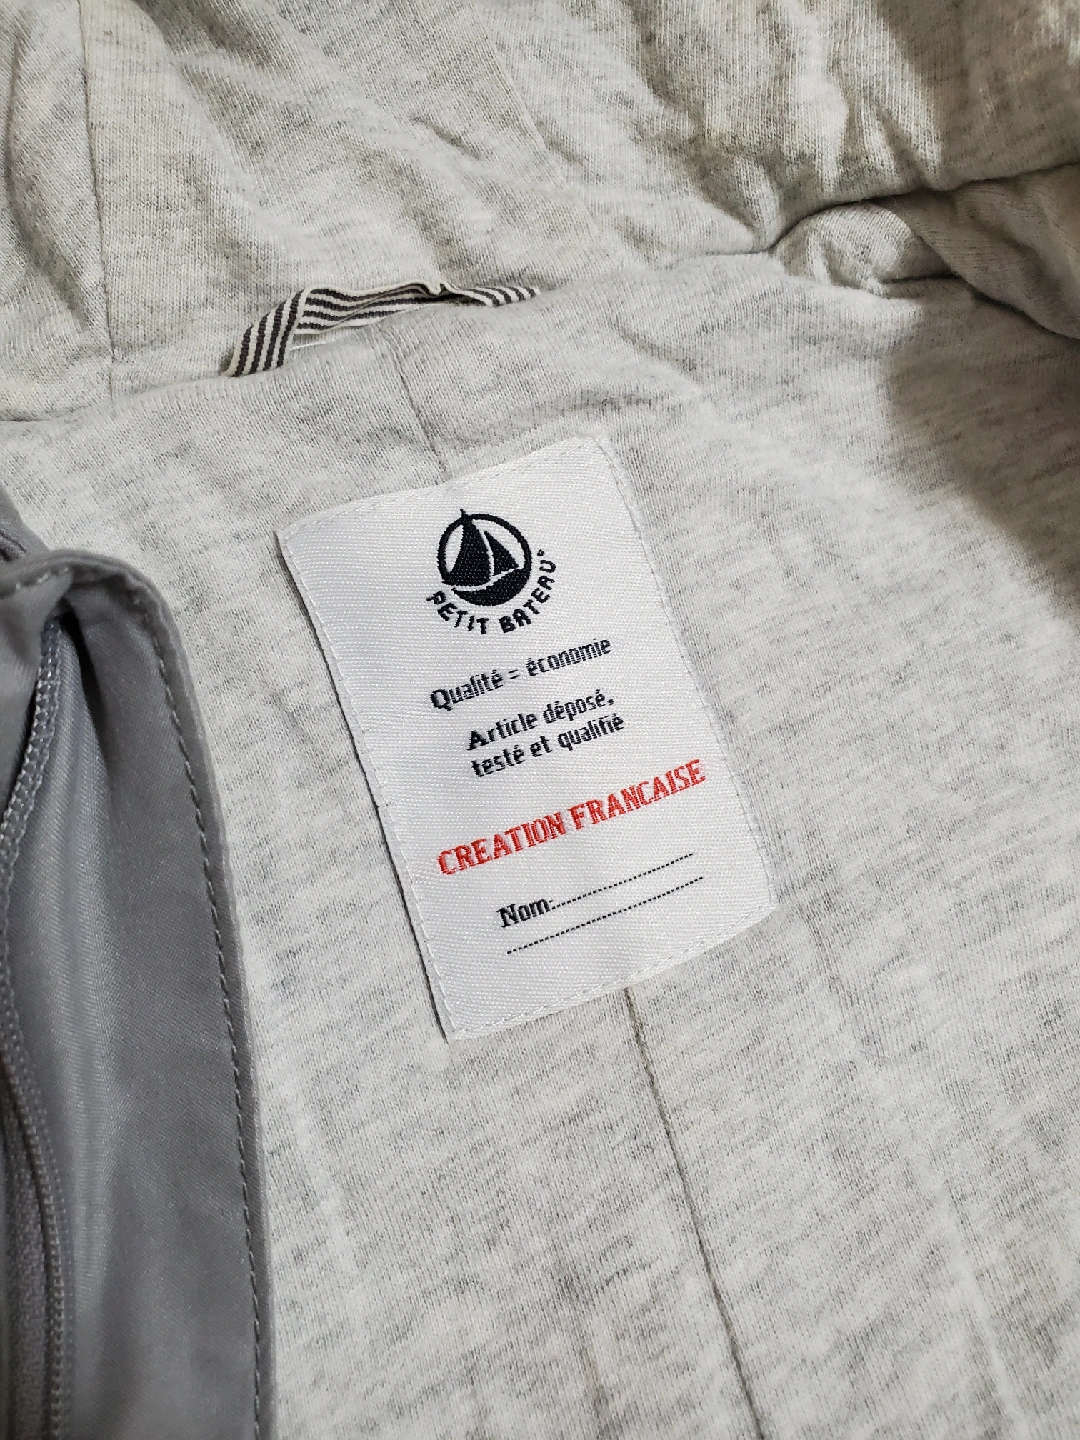 PETIT BATEAU®
Qualité = économie
Article déposé,
testé et qualifié
CREATION FRANCAISE
Nom: